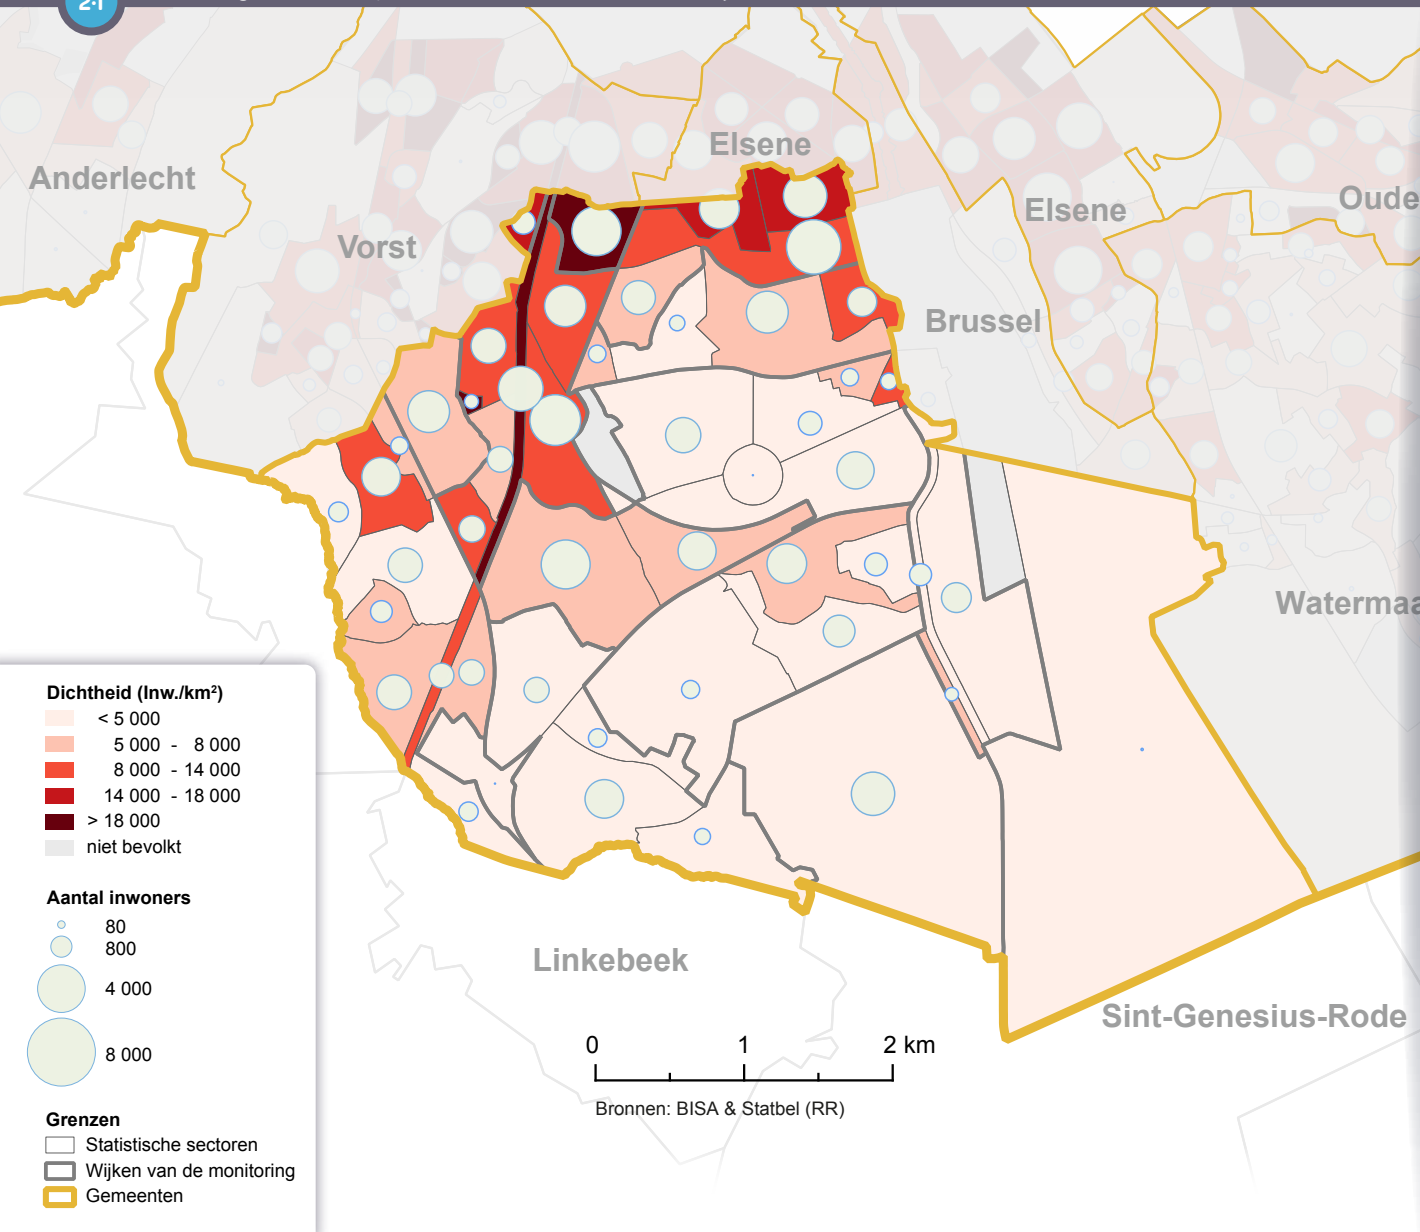 2·1
Elsene
Anderlecht
Oude
Elsene
Vorst
Brussel
Waterma
Dichtheid (Inw./km²)
< 5 000
5 000 - 8 000
8 000 - 14 000
14 000 - 18 000
> 18 000
niet bevolkt
Aantal inwoners
80
800
4 000
8 000
Linkebeek
Sint-Genesius-Rode
0 1 2 km
Bronnen: BISA & Statbel (RR)
Grenzen
Statistische sectoren
Wijken van de monitoring
Gemeenten